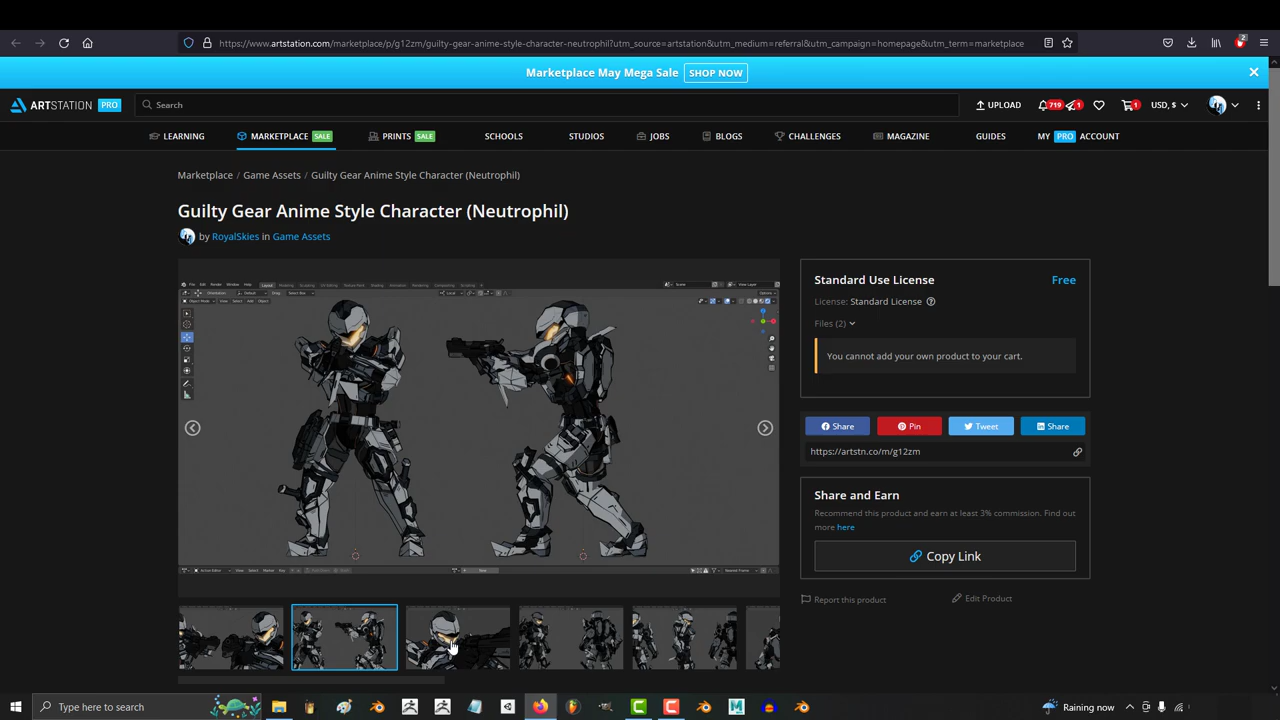 https://www.artstation.com/marketplace/p/g12zm/guilty-gear-anime-style-character-neutrophil?utm_source=artstation&utm_medium=referral&utm_campaign=homepage&utm_term=marketplace
2
Marketplace May Mega Sale SHOP NOW
ARTSTATION PRO Search UPLOAD 719 1 1 USD, $
LEARNING MARKETPLACE SALE PRINTS SALE SCHOOLS STUDIOS JOBS BLOGS CHALLENGES MAGAZINE GUIDES MY PRO ACCOUNT
Marketplace / Game Assets / Guilty Gear Anime Style Character (Neutrophil)
Guilty Gear Anime Style Character (Neutrophil)
by RoyalSkies in Game Assets
Standard Use License Free
License: Standard License
Files (2)
You cannot add your own product to your cart.
Share Pin Tweet Share
https://artstn.co/m/g12zm
Share and Earn
Recommend this product and earn at least 3% commission. Find out
more here
Copy Link
Report this product Edit Product
Type here to search Raining now